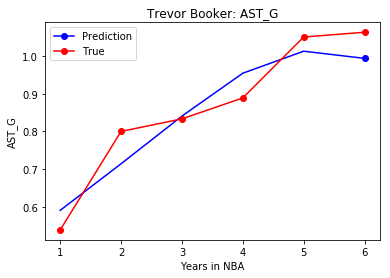 Trevor Booker: AST_G
Prediction
True
1.0
0.9
0.8
0.7
0.6
AST_G
1 2 3 4 5 6
Years in NBA